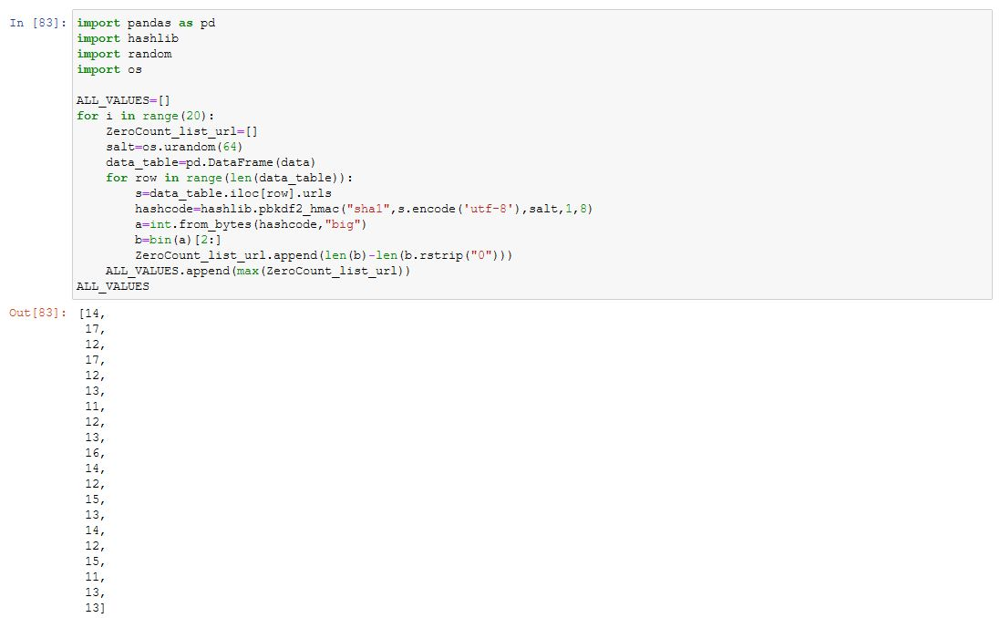 In [83]: import pandas as pd
import hashlib
import random
import os
ALL_VALUES=[]
for i in range(20):
    ZeroCount_list_url=[]
    salt=os.urandom(64)
    data_table=pd.DataFrame(data)
    for row in range(len(data_table)):
        s=data_table.iloc[row].urls
        hashcode=hashlib.pbkdf2_hmac("sha1",s.encode('utf-8'),salt,1,8)
        a=int.from_bytes(hashcode,"big")
        b=bin(a)[2:]
        ZeroCount_list_url.append(len(b)-len(b.rstrip("0")))
    ALL_VALUES.append(max(ZeroCount_list_url))
ALL_VALUES
Out[83]: [14,
17,
12,
17,
12,
13,
11,
12,
13,
16,
14,
12,
15,
13,
14,
12,
15,
11,
13,
13]